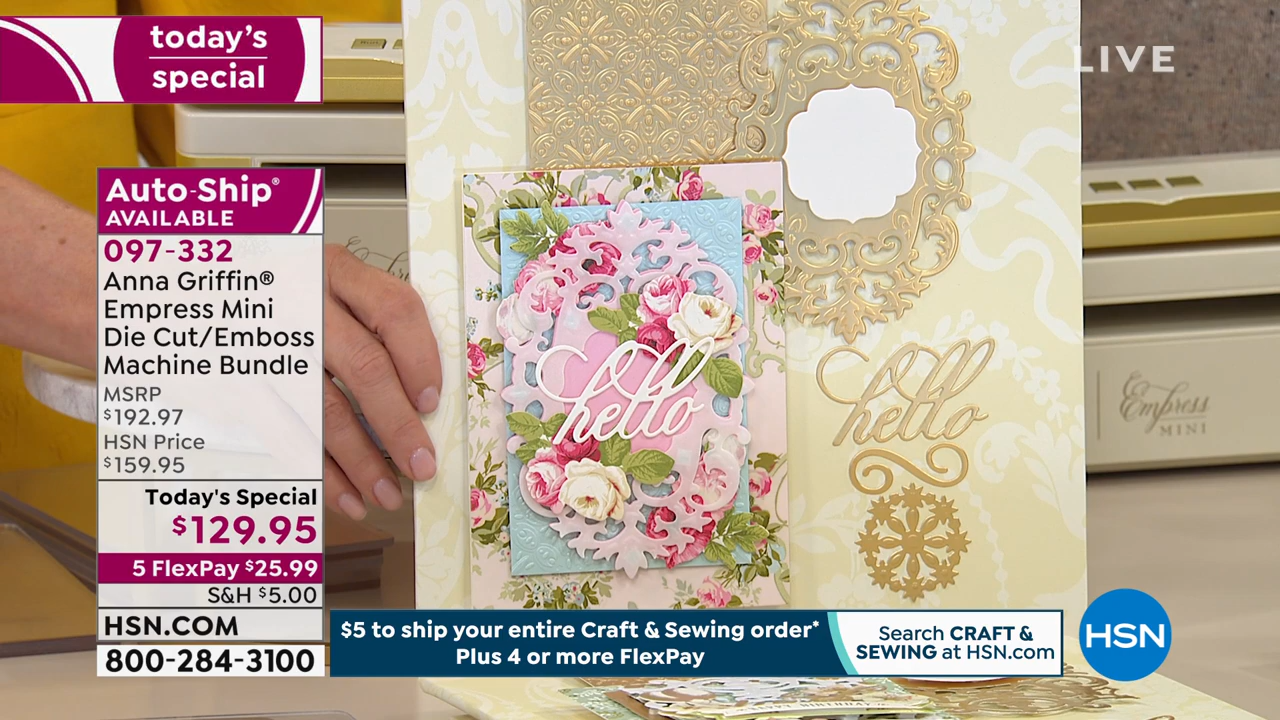 today's
special
LIVE
Auto-Ship®
AVAILABLE
097-332
Anna Griffin®
Empress Mini
Die Cut/Emboss
Machine Bundle
MSRP
$192.97
HSN Price
$159.95
Today's Special
$129.95
5 FlexPay $25.99
S&H $5.00
HSN.COM
800-284-3100
hello
hello
Empress
MINI
$5 to ship your entire Craft & Sewing order*
Plus 4 or more FlexPay
Search CRAFT &
SEWING at HSN.com
HSN